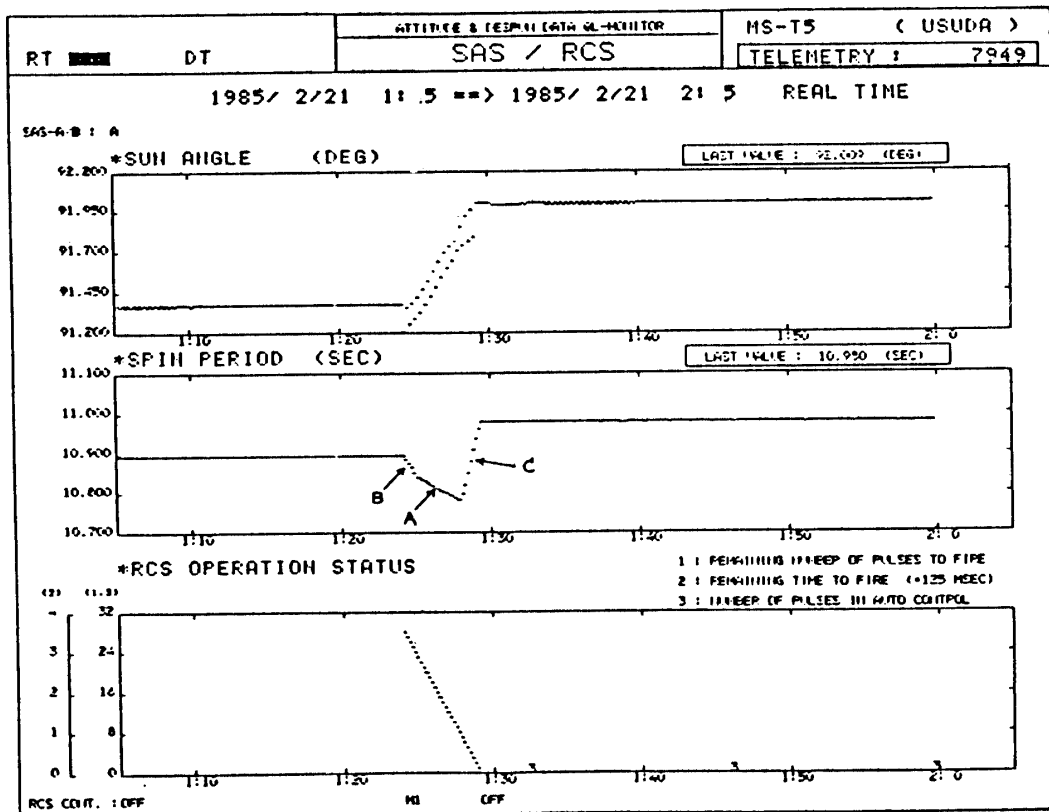 ATTITUDE & DESPUN DATA QL-MONITOR
MS-T5 ( USUDA )
RT DT
SAS / RCS
TELEMETRY : 7949
1985/ 2/21 1: .5 ==> 1985/ 2/21 2: 5 REAL TIME
SAS-A/B : A
*SUN ANGLE (DEG)
LAST VALUE : (DEG)
92.200
91.950
91.700
91.450
91.200
1:10 1:20 1:30 1:40 1:50 2: 0
*SPIN PERIOD (SEC)
LAST VALUE : 10.980 (SEC)
11.100
11.000
10.900
10.800
10.700
B
A
C
1:10 1:20 1:30 1:40 1:50 2: 0
*RCS OPERATION STATUS
1 : REMAINING NUMBER OF PULSES TO FIRE
2 : REMAINING TIME TO FIRE (*125 MSEC)
3 : NUMBER OF PULSES IN AUTO CONTROL
(2) (1,3)
4 32
3 24
2 16
1 8
0 0
3 3 3
1:10 1:20 1:30 1:40 1:50 2: 0
RCS CONT. :OFF M1 OFF